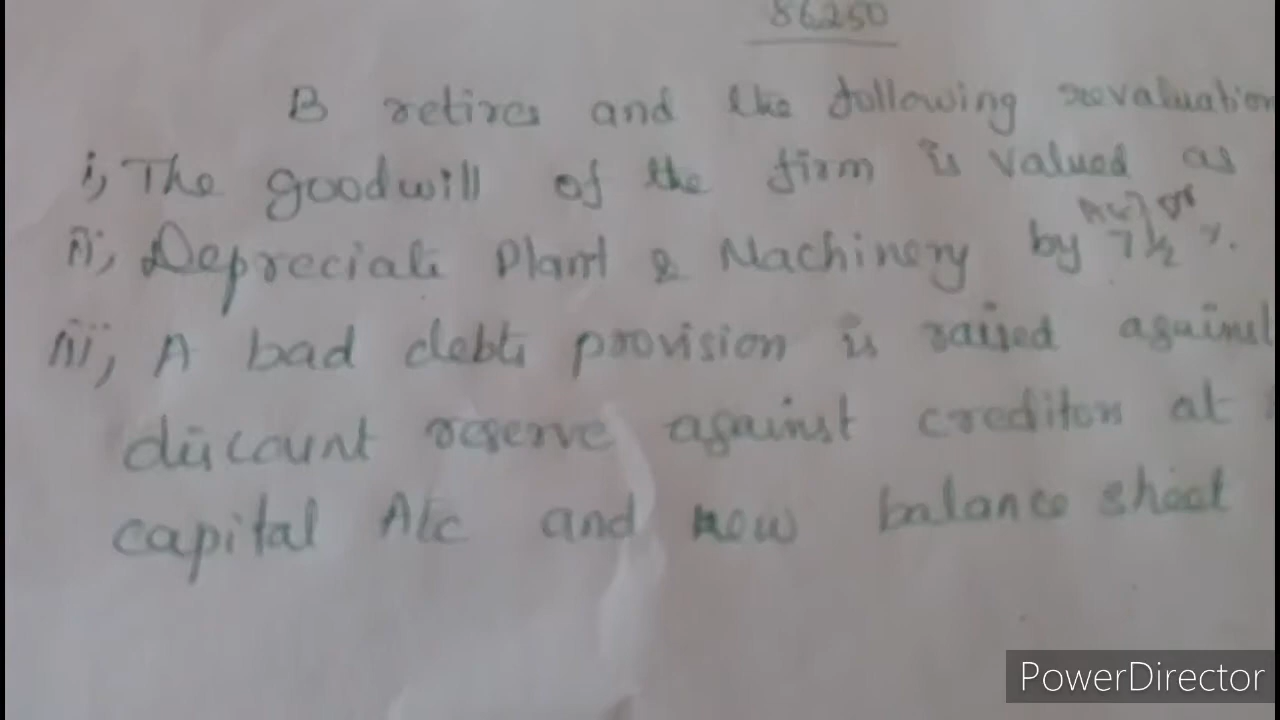 86250
B retires and the following revaluation
i, The goodwill of the firm is valued as
ii, Depreciate Plant & Machinery by 7½ %.
iii, A bad debts provision is raised against
discount reserve against creditors at
capital A/c and new balance sheet
PowerDirector